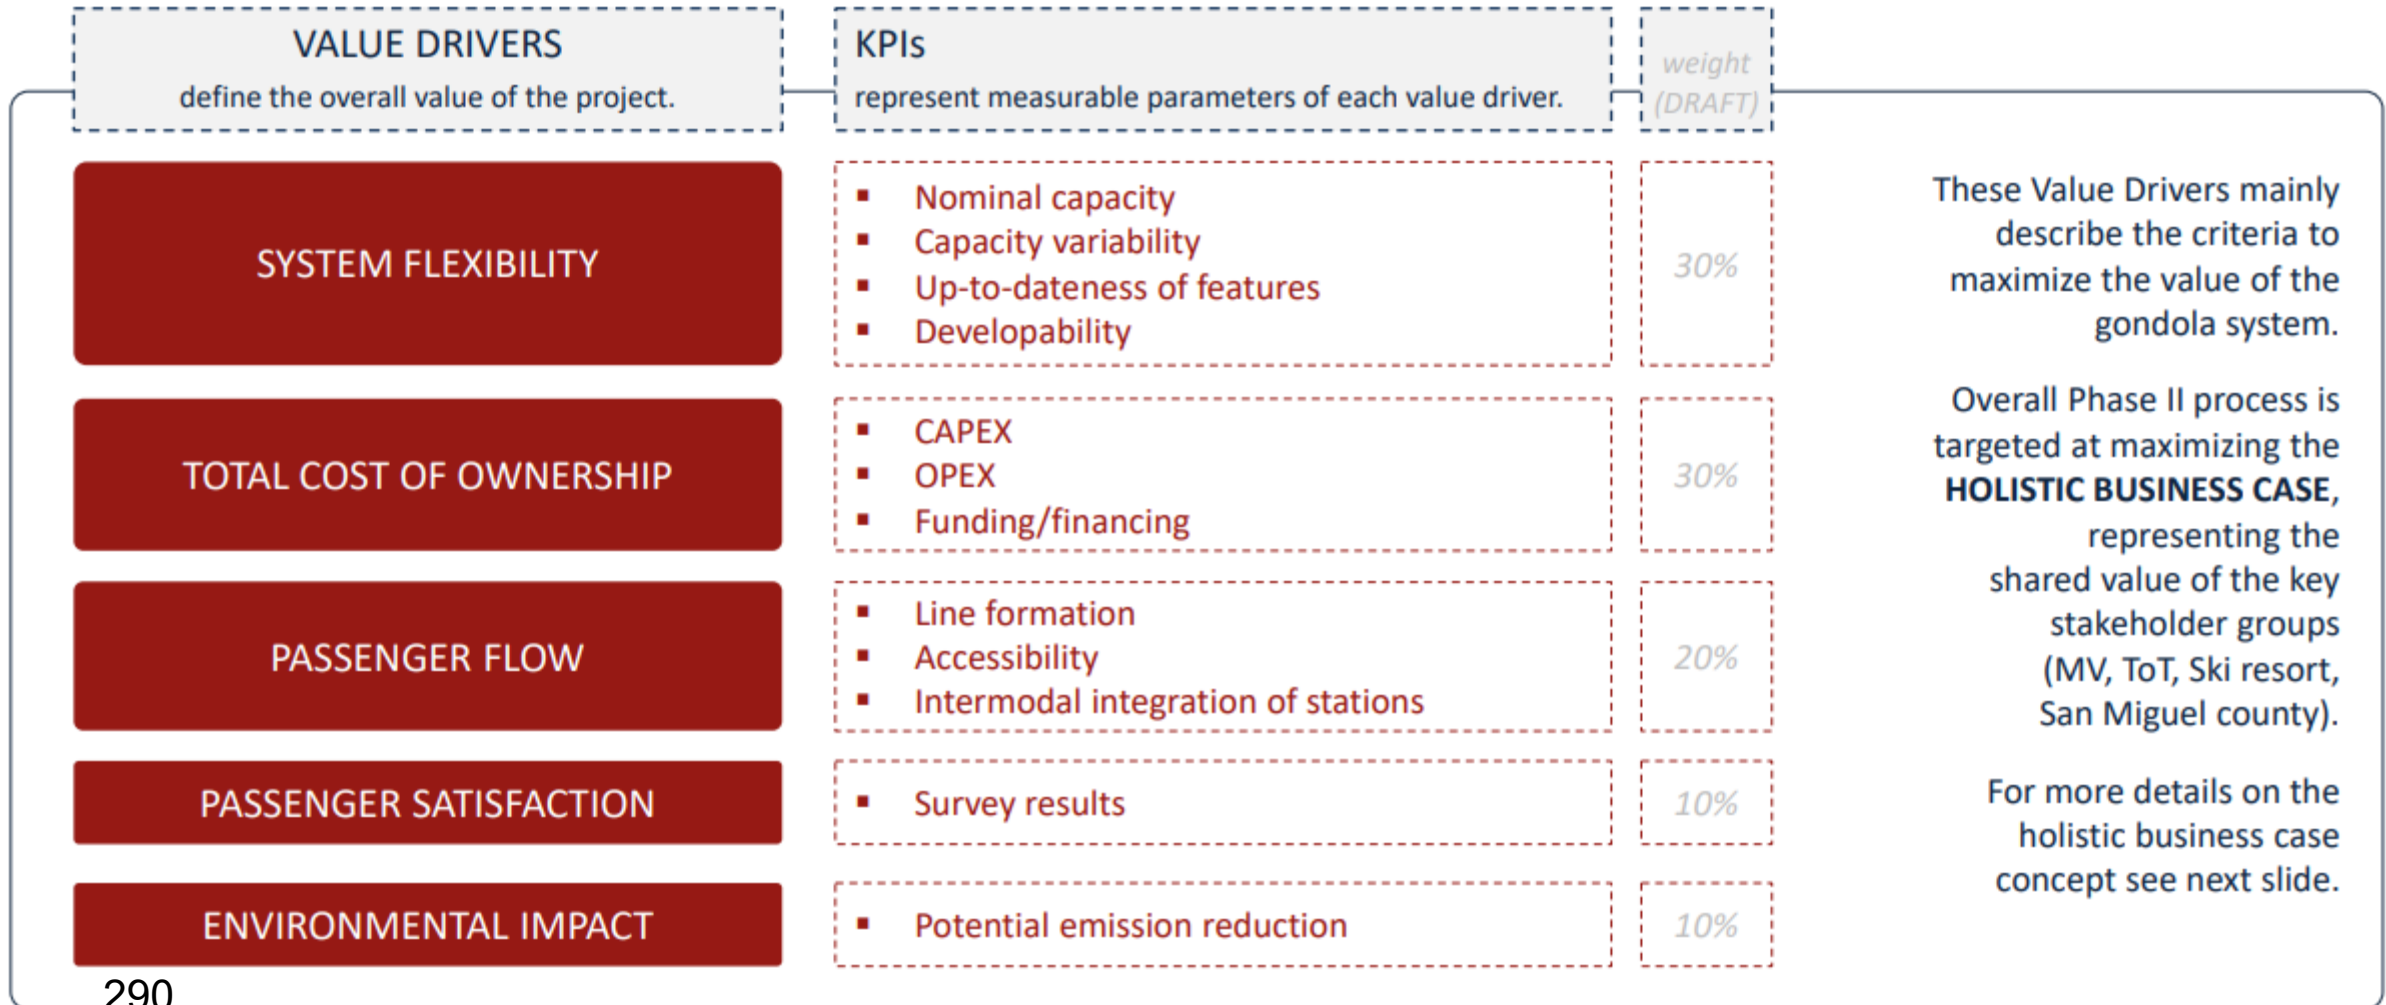 VALUE DRIVERS
define the overall value of the project.
KPIs
represent measurable parameters of each value driver.
weight
(DRAFT)
SYSTEM FLEXIBILITY
▪ Nominal capacity
▪ Capacity variability
▪ Up-to-dateness of features
▪ Developability
30%
TOTAL COST OF OWNERSHIP
▪ CAPEX
▪ OPEX
▪ Funding/financing
30%
PASSENGER FLOW
▪ Line formation
▪ Accessibility
▪ Intermodal integration of stations
20%
PASSENGER SATISFACTION
▪ Survey results
10%
ENVIRONMENTAL IMPACT
▪ Potential emission reduction
10%
These Value Drivers mainly
describe the criteria to
maximize the value of the
gondola system.
Overall Phase II process is
targeted at maximizing the
HOLISTIC BUSINESS CASE,
representing the
shared value of the key
stakeholder groups
(MV, ToT, Ski resort,
San Miguel county).
For more details on the
holistic business case
concept see next slide.
290